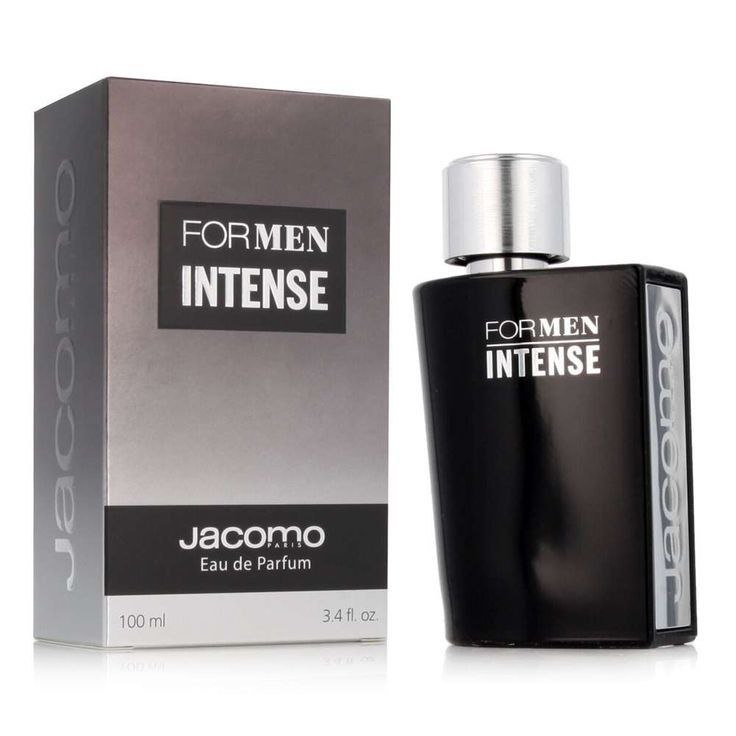 Jacomo
FOR MEN
INTENSE
Jacomo
PARIS
Eau de Parfum
100 ml
3.4 fl. oz.
FOR MEN
INTENSE
Jacomo